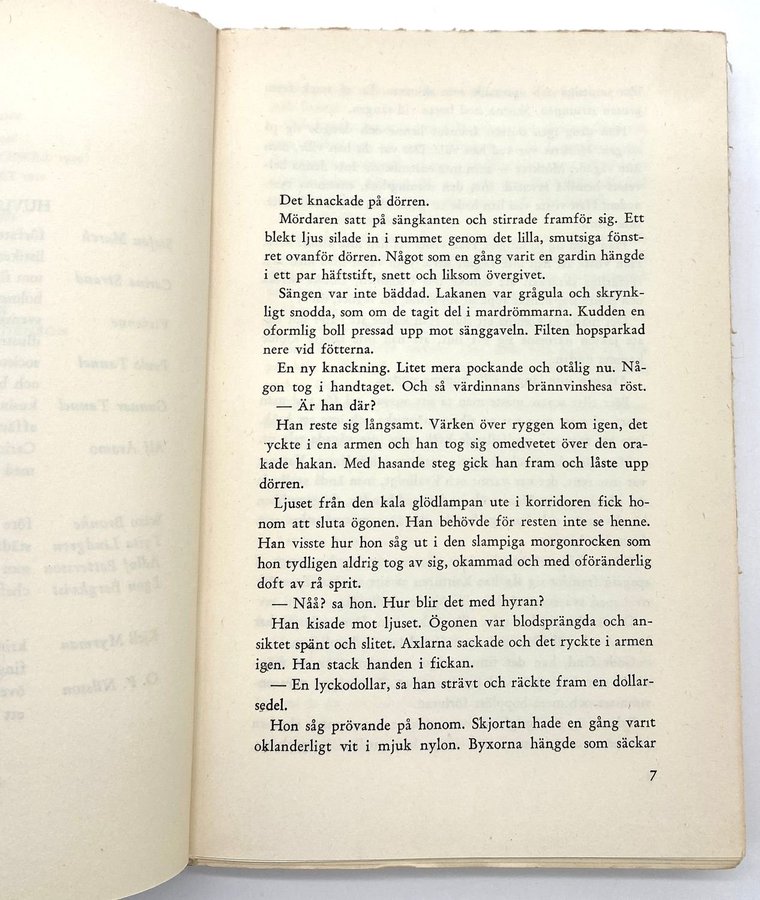 Det knackade på dörren.
Mördaren satt på sängkanten och stirrade framför sig. Ett
blekt ljus silade in i rummet genom det lilla, smutsiga fönst-
ret ovanför dörren. Något som en gång varit en gardin hängde
i ett par häftstift, snett och liksom övergivet.
Sängen var inte bäddad. Lakanen var grågula och skrynk-
ligt snodda, som om de tagit del i mardrömmarna. Kudden en
oformlig boll pressad upp mot sänggaveln. Filten hopsparkad
nere vid fötterna.
En ny knackning. Litet mera pockande och otålig nu. Nå-
gon tog i handtaget. Och så värdinnans brännvinshesa röst.
— Är han där?
Han reste sig långsamt. Värken över ryggen kom igen, det
ryckte i ena armen och han tog sig omedvetet över den ora-
kade hakan. Med hasande steg gick han fram och låste upp
dörren.
Ljuset från den kala glödlampan ute i korridoren fick ho-
nom att sluta ögonen. Han behövde för resten inte se henne.
Han visste hur hon såg ut i den slampiga morgonrocken som
hon tydligen aldrig tog av sig, okammad och med oföränderlig
doft av rå sprit.
— Nåå? sa hon. Hur blir det med hyran?
Han kisade mot ljuset. Ögonen var blodsprängda och an-
siktet spänt och slitet. Axlarna sackade och det ryckte i armen
igen. Han stack handen i fickan.
— En lyckodollar, sa han strävt och räckte fram en dollar-
sedel.
Hon såg prövande på honom. Skjortan hade en gång varit
oklanderligt vit i mjuk nylon. Byxorna hängde som säckar
7